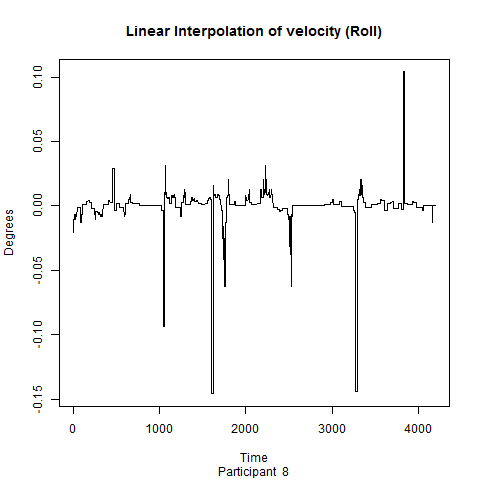 Linear Interpolation of velocity (Roll)
0.10
0.05
0.00
-0.05
-0.10
-0.15
Degrees
0 1000 2000 3000 4000
Time
Participant 8